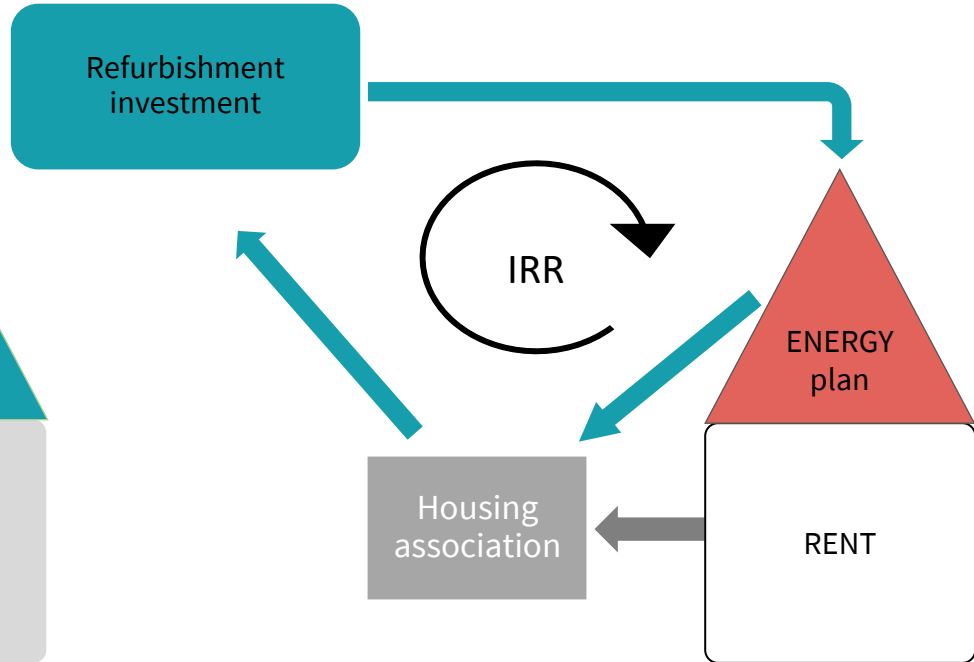 Refurbishment
investment
IRR
ENERGY
plan
Housing
association
RENT